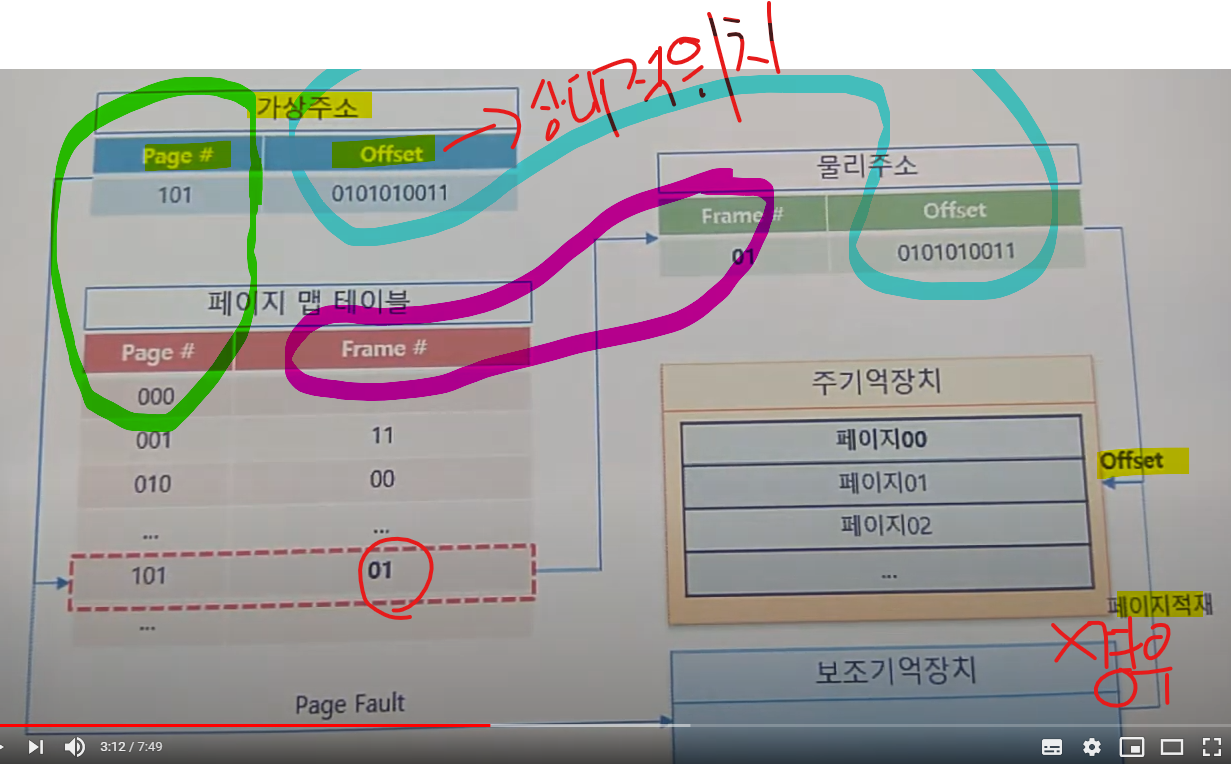 상대적위치
가상주소
Page # Offset
101 0101010011
물리주소
Frame # Offset
01 0101010011
페이지 맵 테이블
Page # Frame #
000
001 11
010 00
... ...
101 01
...
주기억장치
페이지00
페이지01
페이지02
...
Offset
페이지적재
보조기억장치
Page Fault
3:12 / 7:49